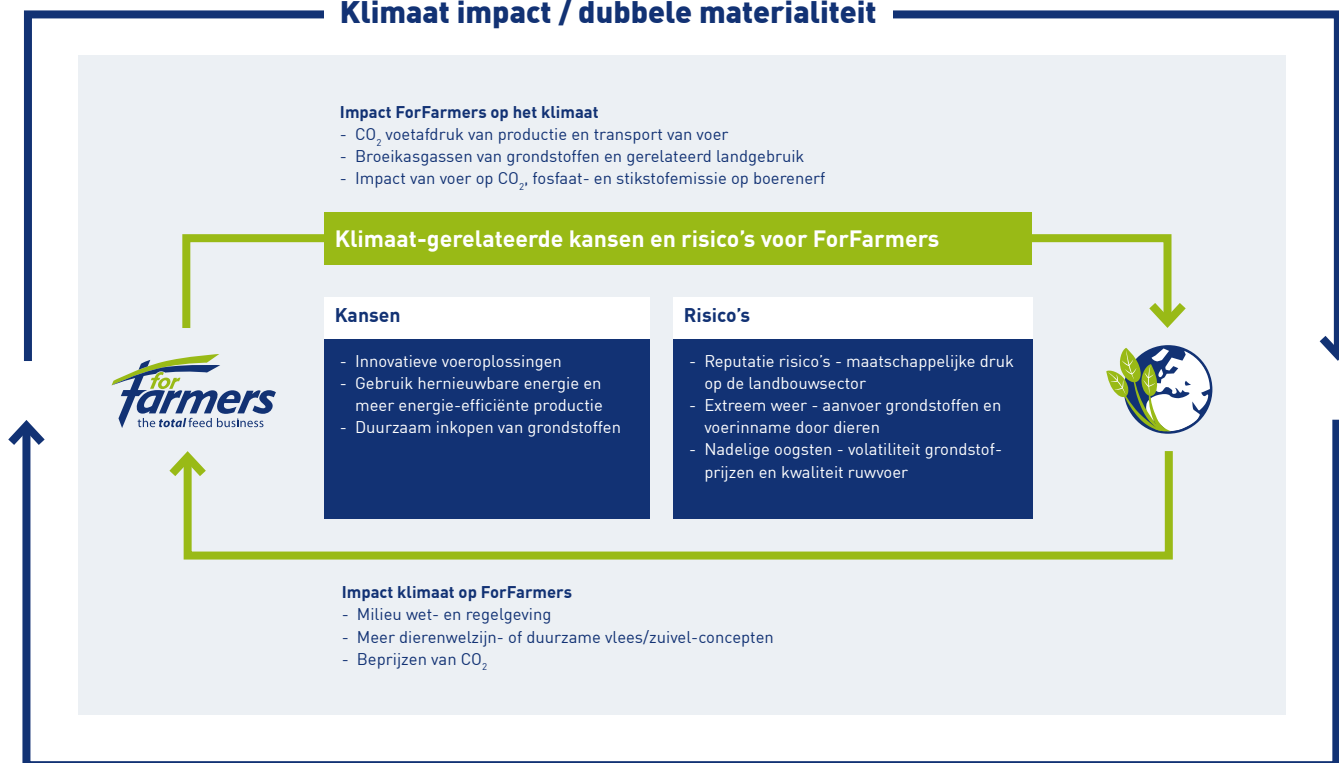 Klimaat impact / dubbele materialiteit
Impact ForFarmers op het klimaat
- CO₂ voetafdruk van productie en transport van voer
- Broeikasgassen van grondstoffen en gerelateerd landgebruik
- Impact van voer op CO₂, fosfaat- en stikstofemissie op boerenerf
Klimaat-gerelateerde kansen en risico's voor ForFarmers
Kansen
- Innovatieve voeroplossingen
- Gebruik hernieuwbare energie en
meer energie-efficiënte productie
- Duurzaam inkopen van grondstoffen
Risico's
- Reputatie risico's - maatschappelijke druk
op de landbouwsector
- Extreem weer - aanvoer grondstoffen en
voerinname door dieren
- Nadelige oogsten - volatiliteit grondstof-
prijzen en kwaliteit ruwvoer
for
farmers
the total feed business
Impact klimaat op ForFarmers
- Milieu wet- en regelgeving
- Meer dierenwelzijn- of duurzame vlees/zuivel-concepten
- Beprijzen van CO₂